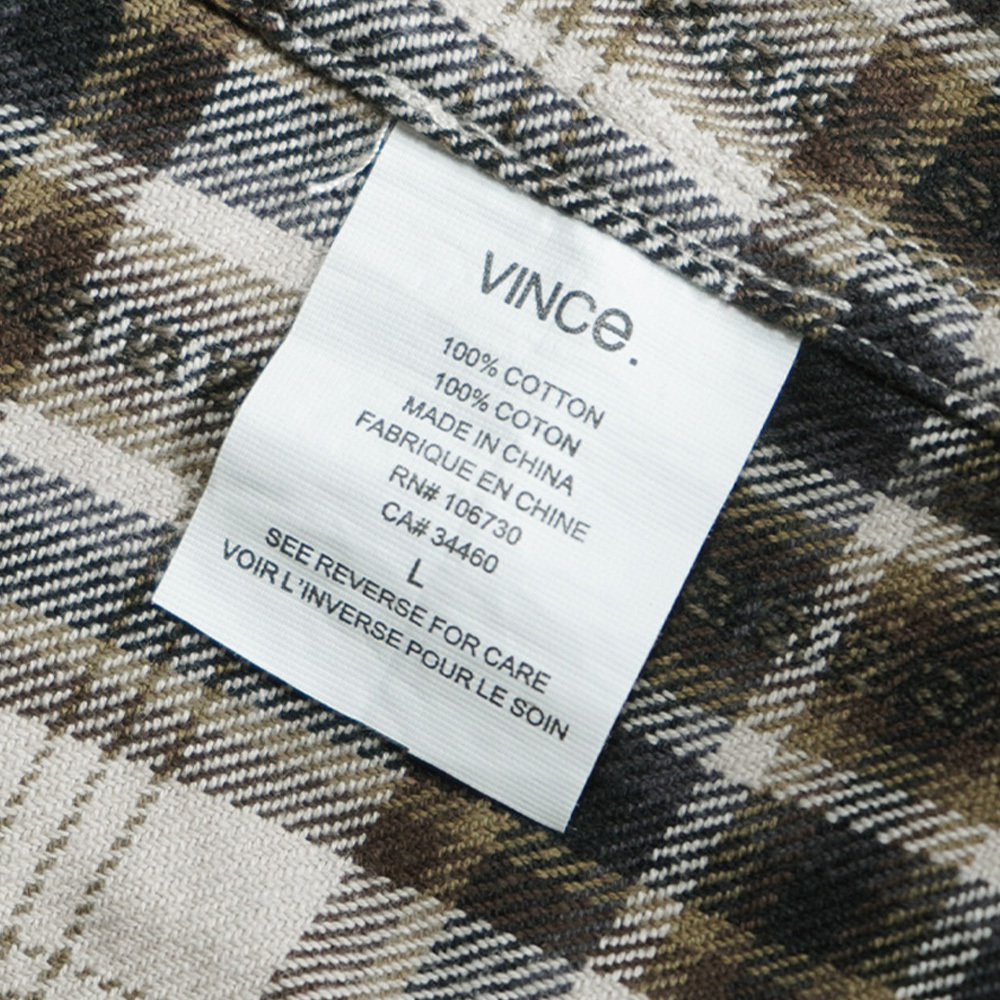 VINCe.
100% COTTON
100% COTON
MADE IN CHINA
FABRIQUE EN CHINE
RN# 106730
CA# 34460
L
SEE REVERSE FOR CARE
VOIR L'INVERSE POUR LE SOIN